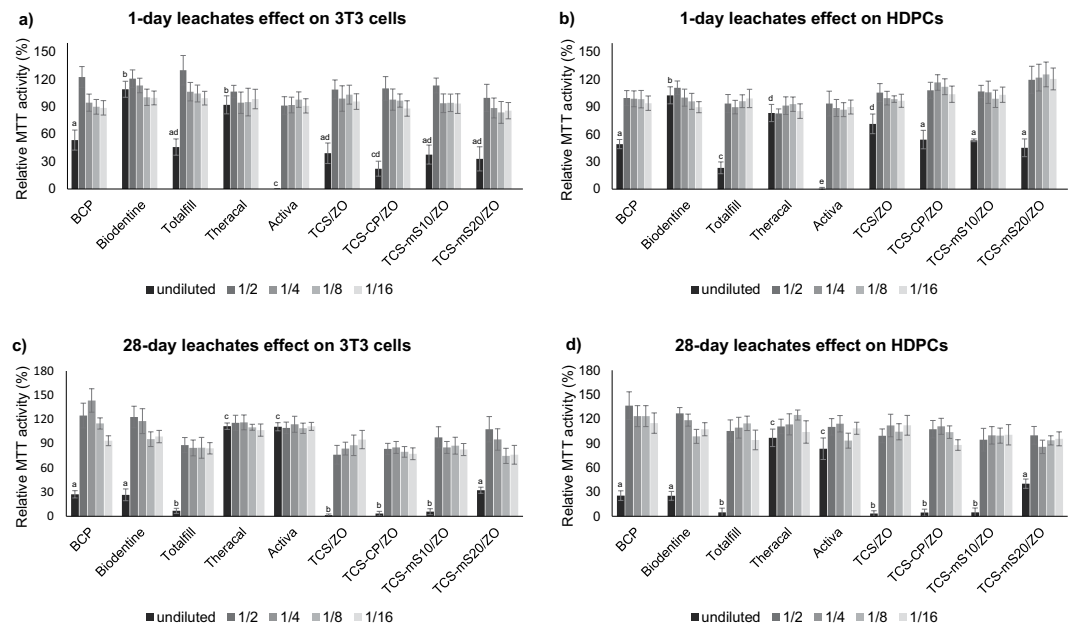 a) 1-day leachates effect on 3T3 cells
Relative MTT activity (%)
150
120
90
60
30
0
a
b
ad
b
c
ad
cd
ad
ad
BCP
Biodentine
Totalfill
Theracal
Activa
TCS/ZO
TCS-CP/ZO
TCS-mS10/ZO
TCS-mS20/ZO
undiluted 1/2 1/4 1/8 1/16
b) 1-day leachates effect on HDPCs
Relative MTT activity (%)
150
120
90
60
30
0
a
b
c
d
e
d
a
a
a
BCP
Biodentine
Totalfill
Theracal
Activa
TCS/ZO
TCS-CP/ZO
TCS-mS10/ZO
TCS-mS20/ZO
undiluted 1/2 1/4 1/8 1/16
c) 28-day leachates effect on 3T3 cells
Relative MTT activity (%)
180
150
120
90
60
30
0
a
a
b
c
c
b
b
b
a
BCP
Biodentine
Totalfill
Theracal
Activa
TCS/ZO
TCS-CP/ZO
TCS-mS10/ZO
TCS-mS20/ZO
undiluted 1/2 1/4 1/8 1/16
d) 28-day leachates effect on HDPCs
Relative MTT activity (%)
180
150
120
90
60
30
0
a
a
b
c
c
b
b
b
a
BCP
Biodentine
Totalfill
Theracal
Activa
TCS/ZO
TCS-CP/ZO
TCS-mS10/ZO
TCS-mS20/ZO
undiluted 1/2 1/4 1/8 1/16